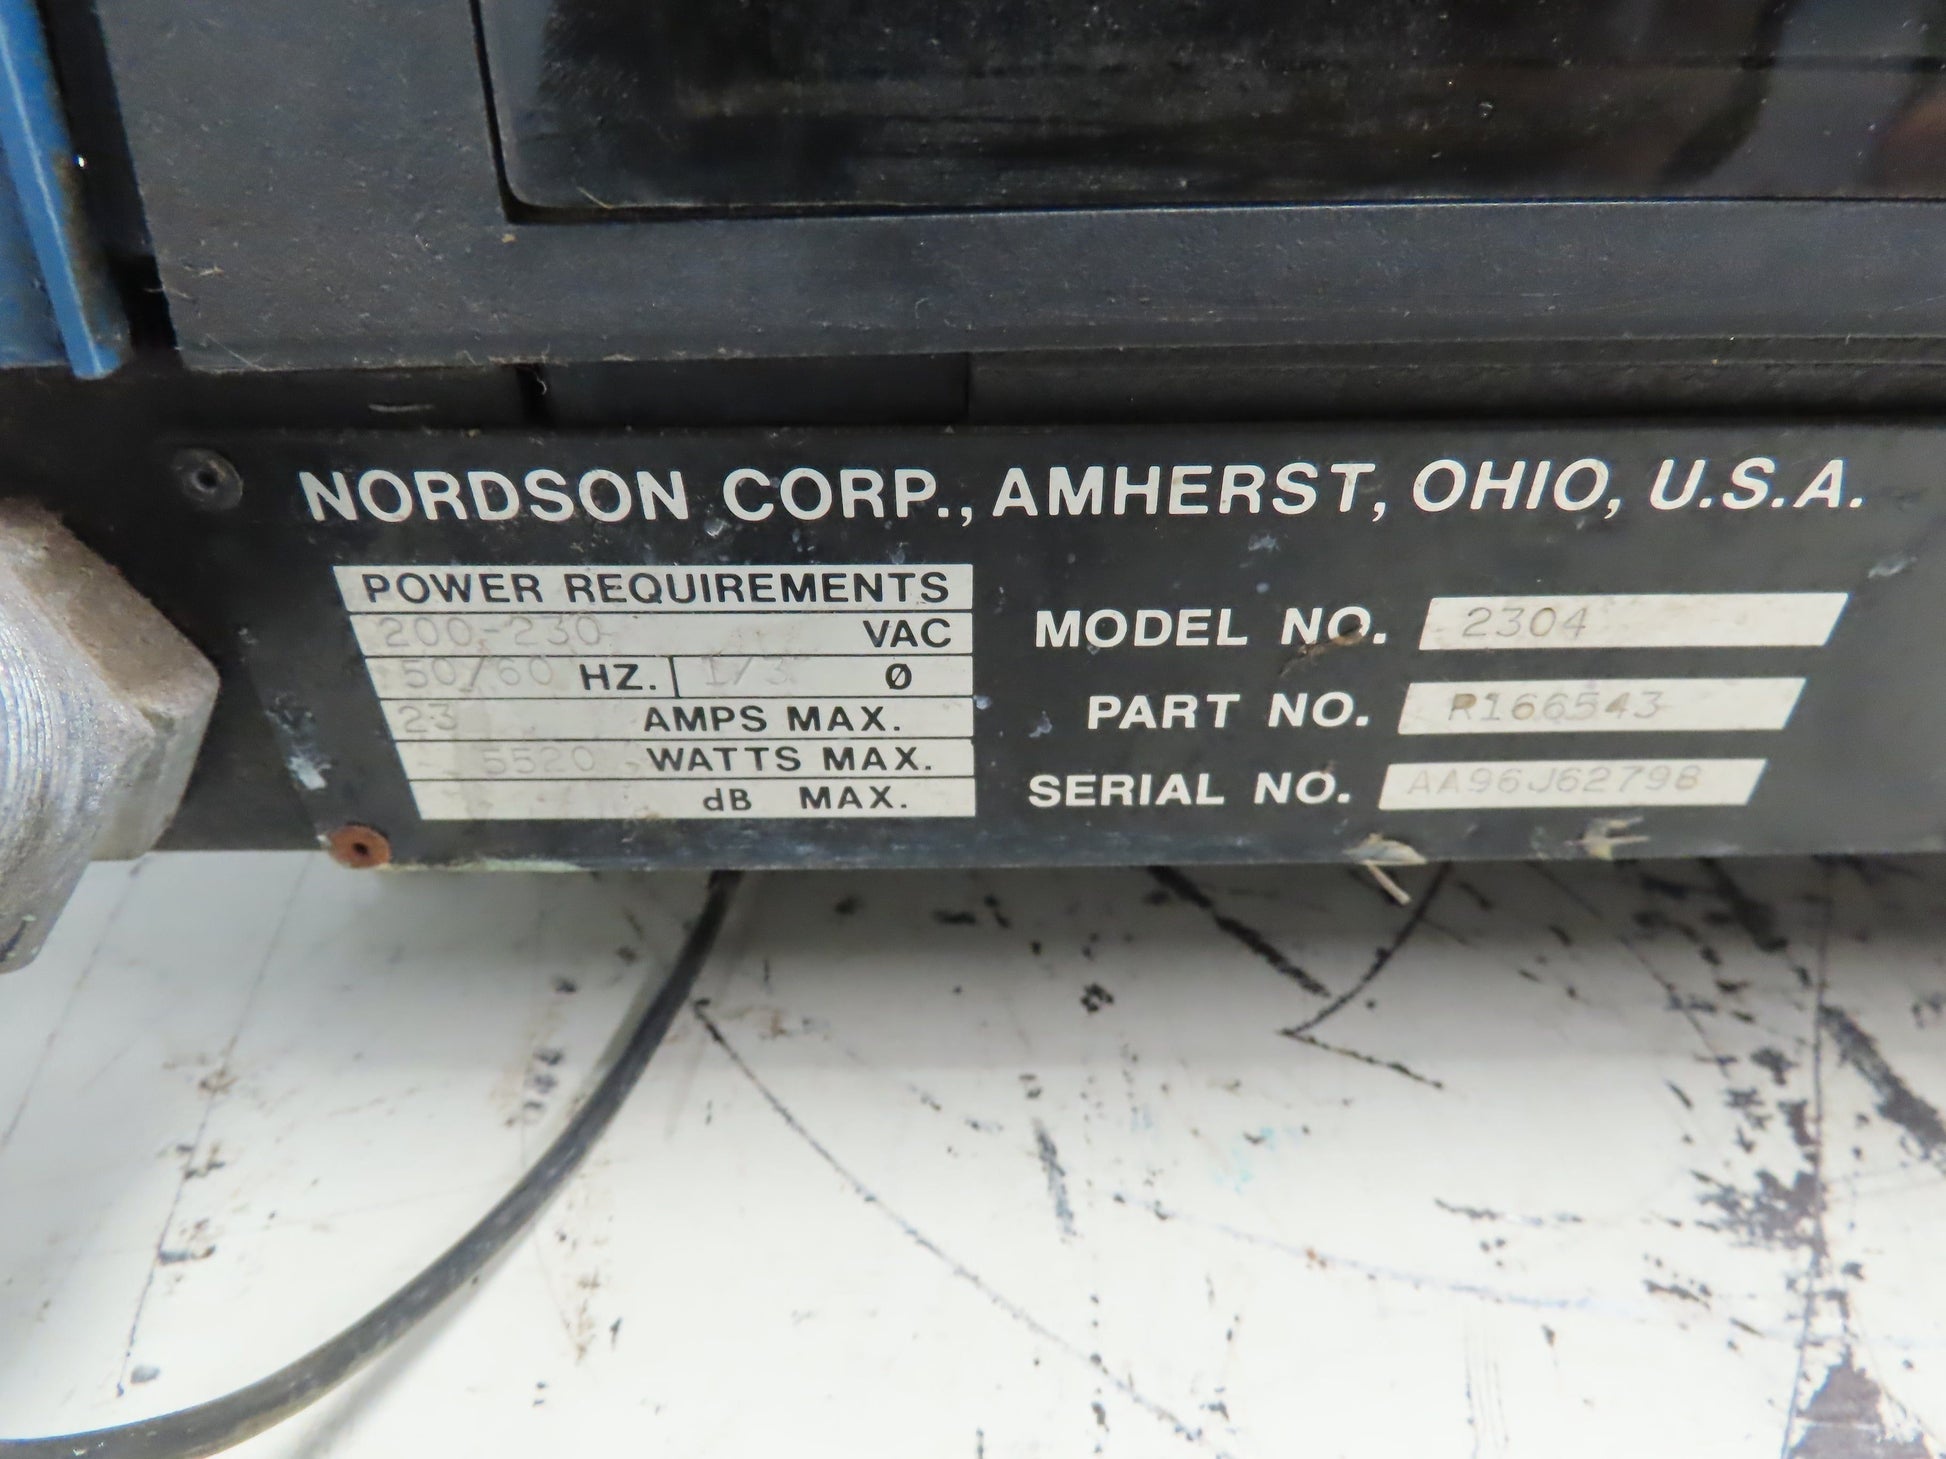 NORDSON CORP., AMHERST, OHIO, U.S.A.
POWER REQUIREMENTS
200-230 VAC
50/60 HZ. 1/3 Ø
23 AMPS MAX.
5520 WATTS MAX.
dB MAX.
MODEL NO. 2304
PART NO. R166543
SERIAL NO. AA96J62798